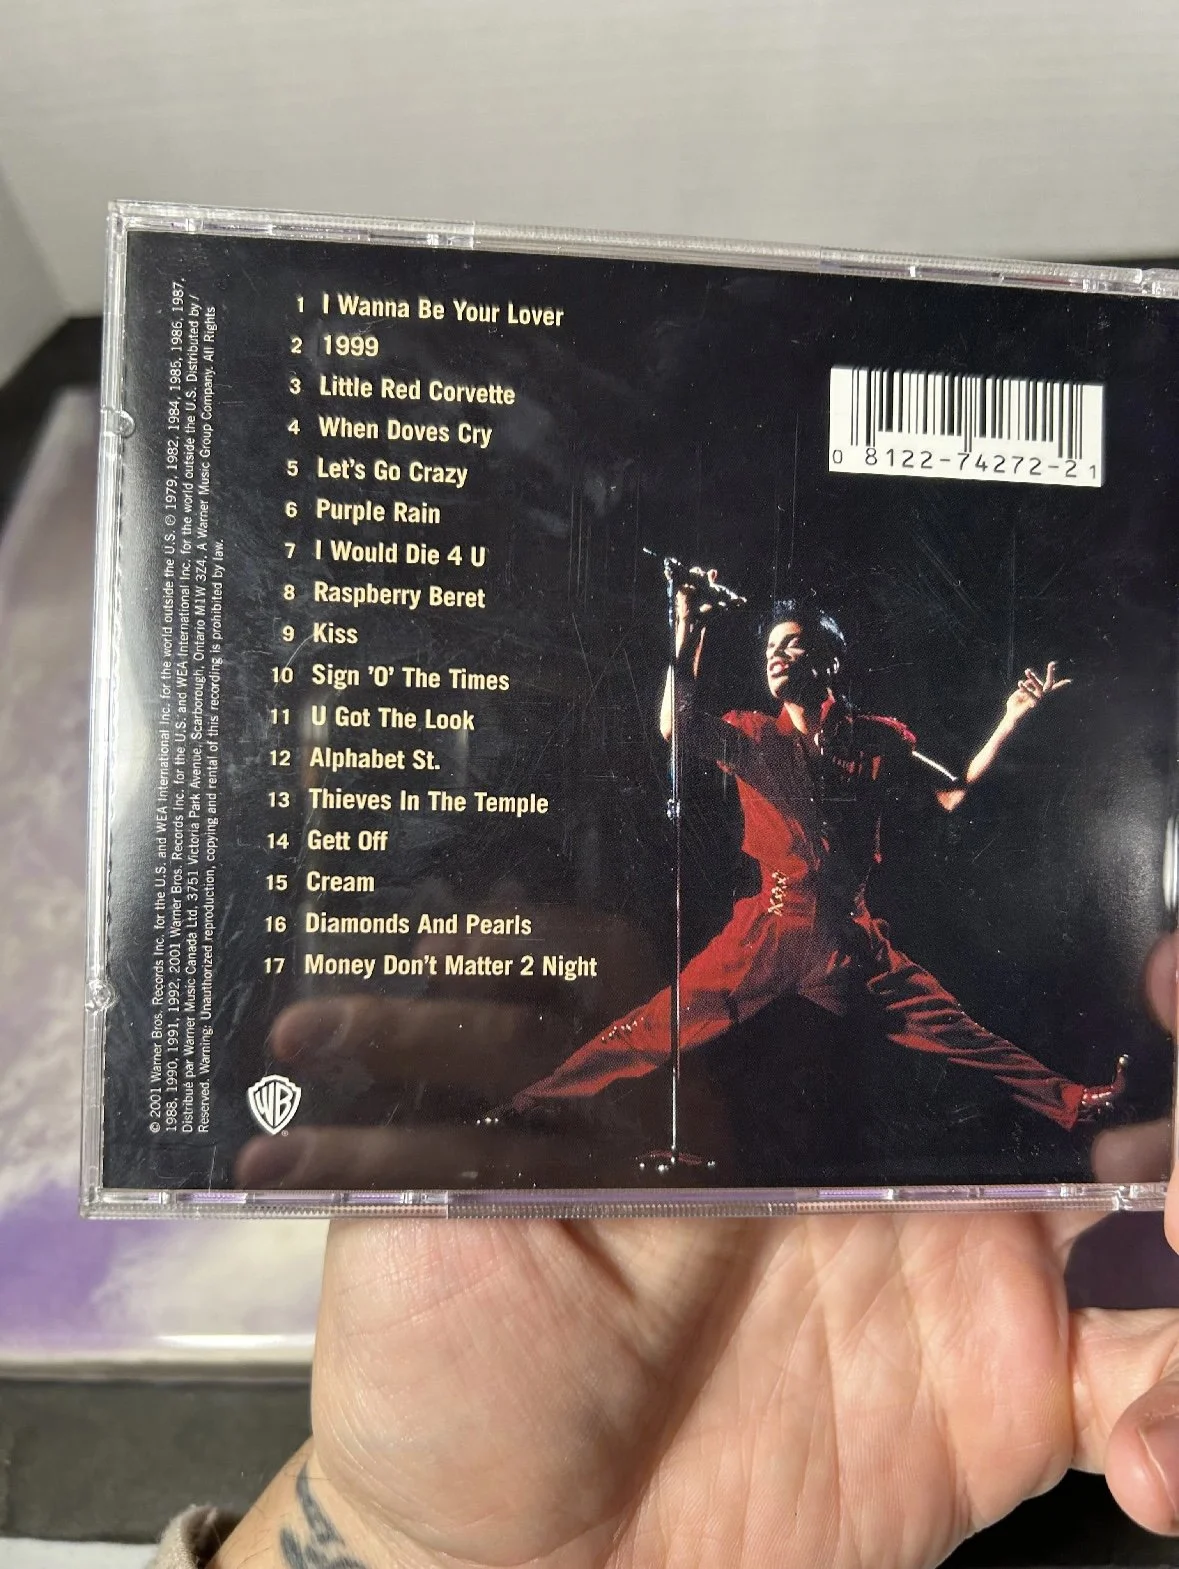 1 I Wanna Be Your Lover
2 1999
3 Little Red Corvette
4 When Doves Cry
5 Let's Go Crazy
6 Purple Rain
7 I Would Die 4 U
8 Raspberry Beret
9 Kiss
10 Sign 'O' The Times
11 U Got The Look
12 Alphabet St.
13 Thieves In The Temple
14 Gett Off
15 Cream
16 Diamonds And Pearls
17 Money Don't Matter 2 Night
0 8122-74272-2 1
© 2001 Warner Bros. Records Inc. for the U.S. and WEA International Inc. for the world outside the U.S. ℗ 1979, 1982, 1984, 1985, 1986, 1987,
1988, 1990, 1991, 1992, 2001 Warner Bros. Records Inc. for the U.S. and WEA International Inc. for the world outside the U.S. Distributed by /
Distribué par Warner Music Canada Ltd, 3751 Victoria Park Avenue, Scarborough, Ontario M1W 3Z4. A Warner Music Group Company. All Rights
Reserved. Warning: Unauthorized reproduction, copying and rental of this recording is prohibited by law.
WB